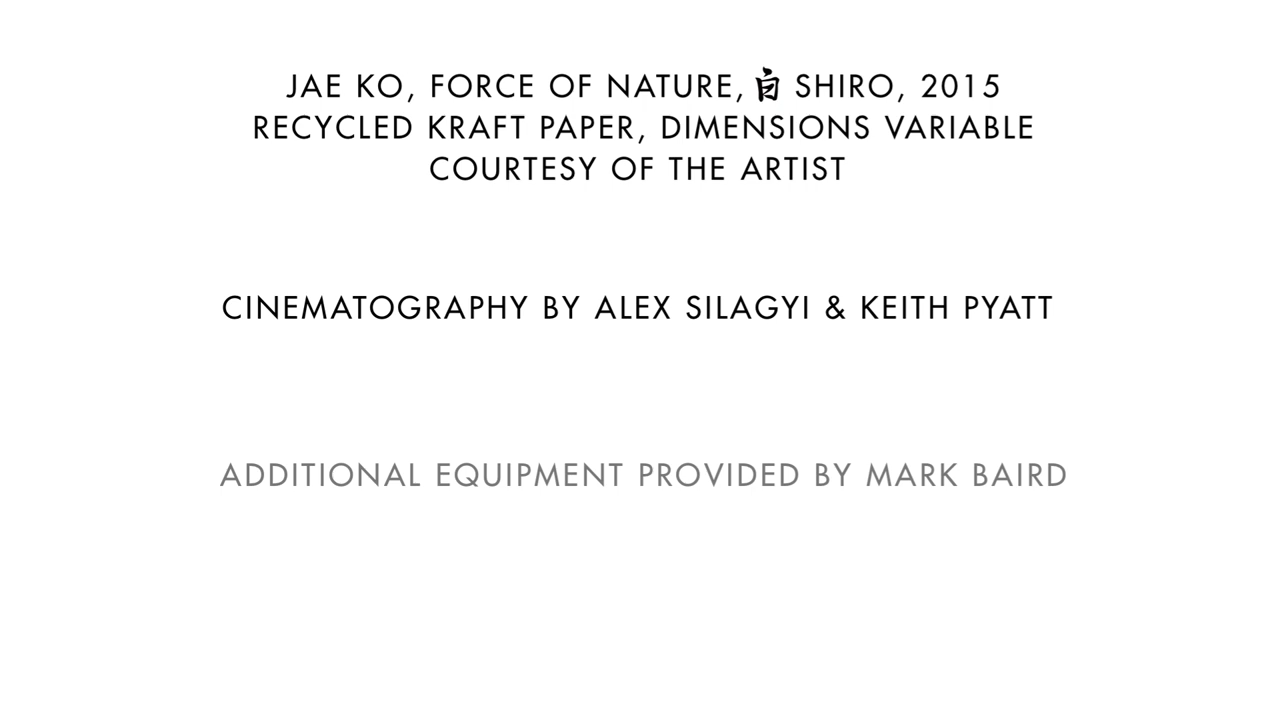 JAE KO, FORCE OF NATURE, 白 SHIRO, 2015
RECYCLED KRAFT PAPER, DIMENSIONS VARIABLE
COURTESY OF THE ARTIST
CINEMATOGRAPHY BY ALEX SILAGYI & KEITH PYATT
ADDITIONAL EQUIPMENT PROVIDED BY MARK BAIRD